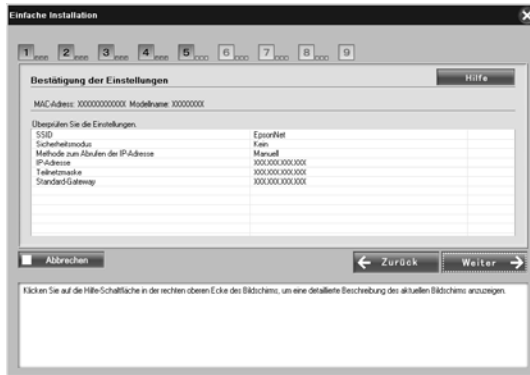 Einfache Installation
1 2 3 4 5 6 7 8 9
Bestätigung der Einstellungen
Hilfe
MAC-Adress: XXXXXXXXXXXX Modellname: XXXXXXXX
Überprüfen Sie die Einstellungen.
SSID EpsonNet
Sicherheitsmodus Kein
Methode zum Abrufen der IP-Adresse Manuell
IP-Adresse XXX.XXX.XXX.XXX
Teilnetzmaske XXX.XXX.XXX.XXX
Standard-Gateway XXX.XXX.XXX.XXX
Abbrechen
Zurück
Weiter
Klicken Sie auf die Hilfe-Schaltfläche in der rechten oberen Ecke des Bildschirms, um eine detaillierte Beschreibung des aktuellen Bildschirms anzuzeigen.